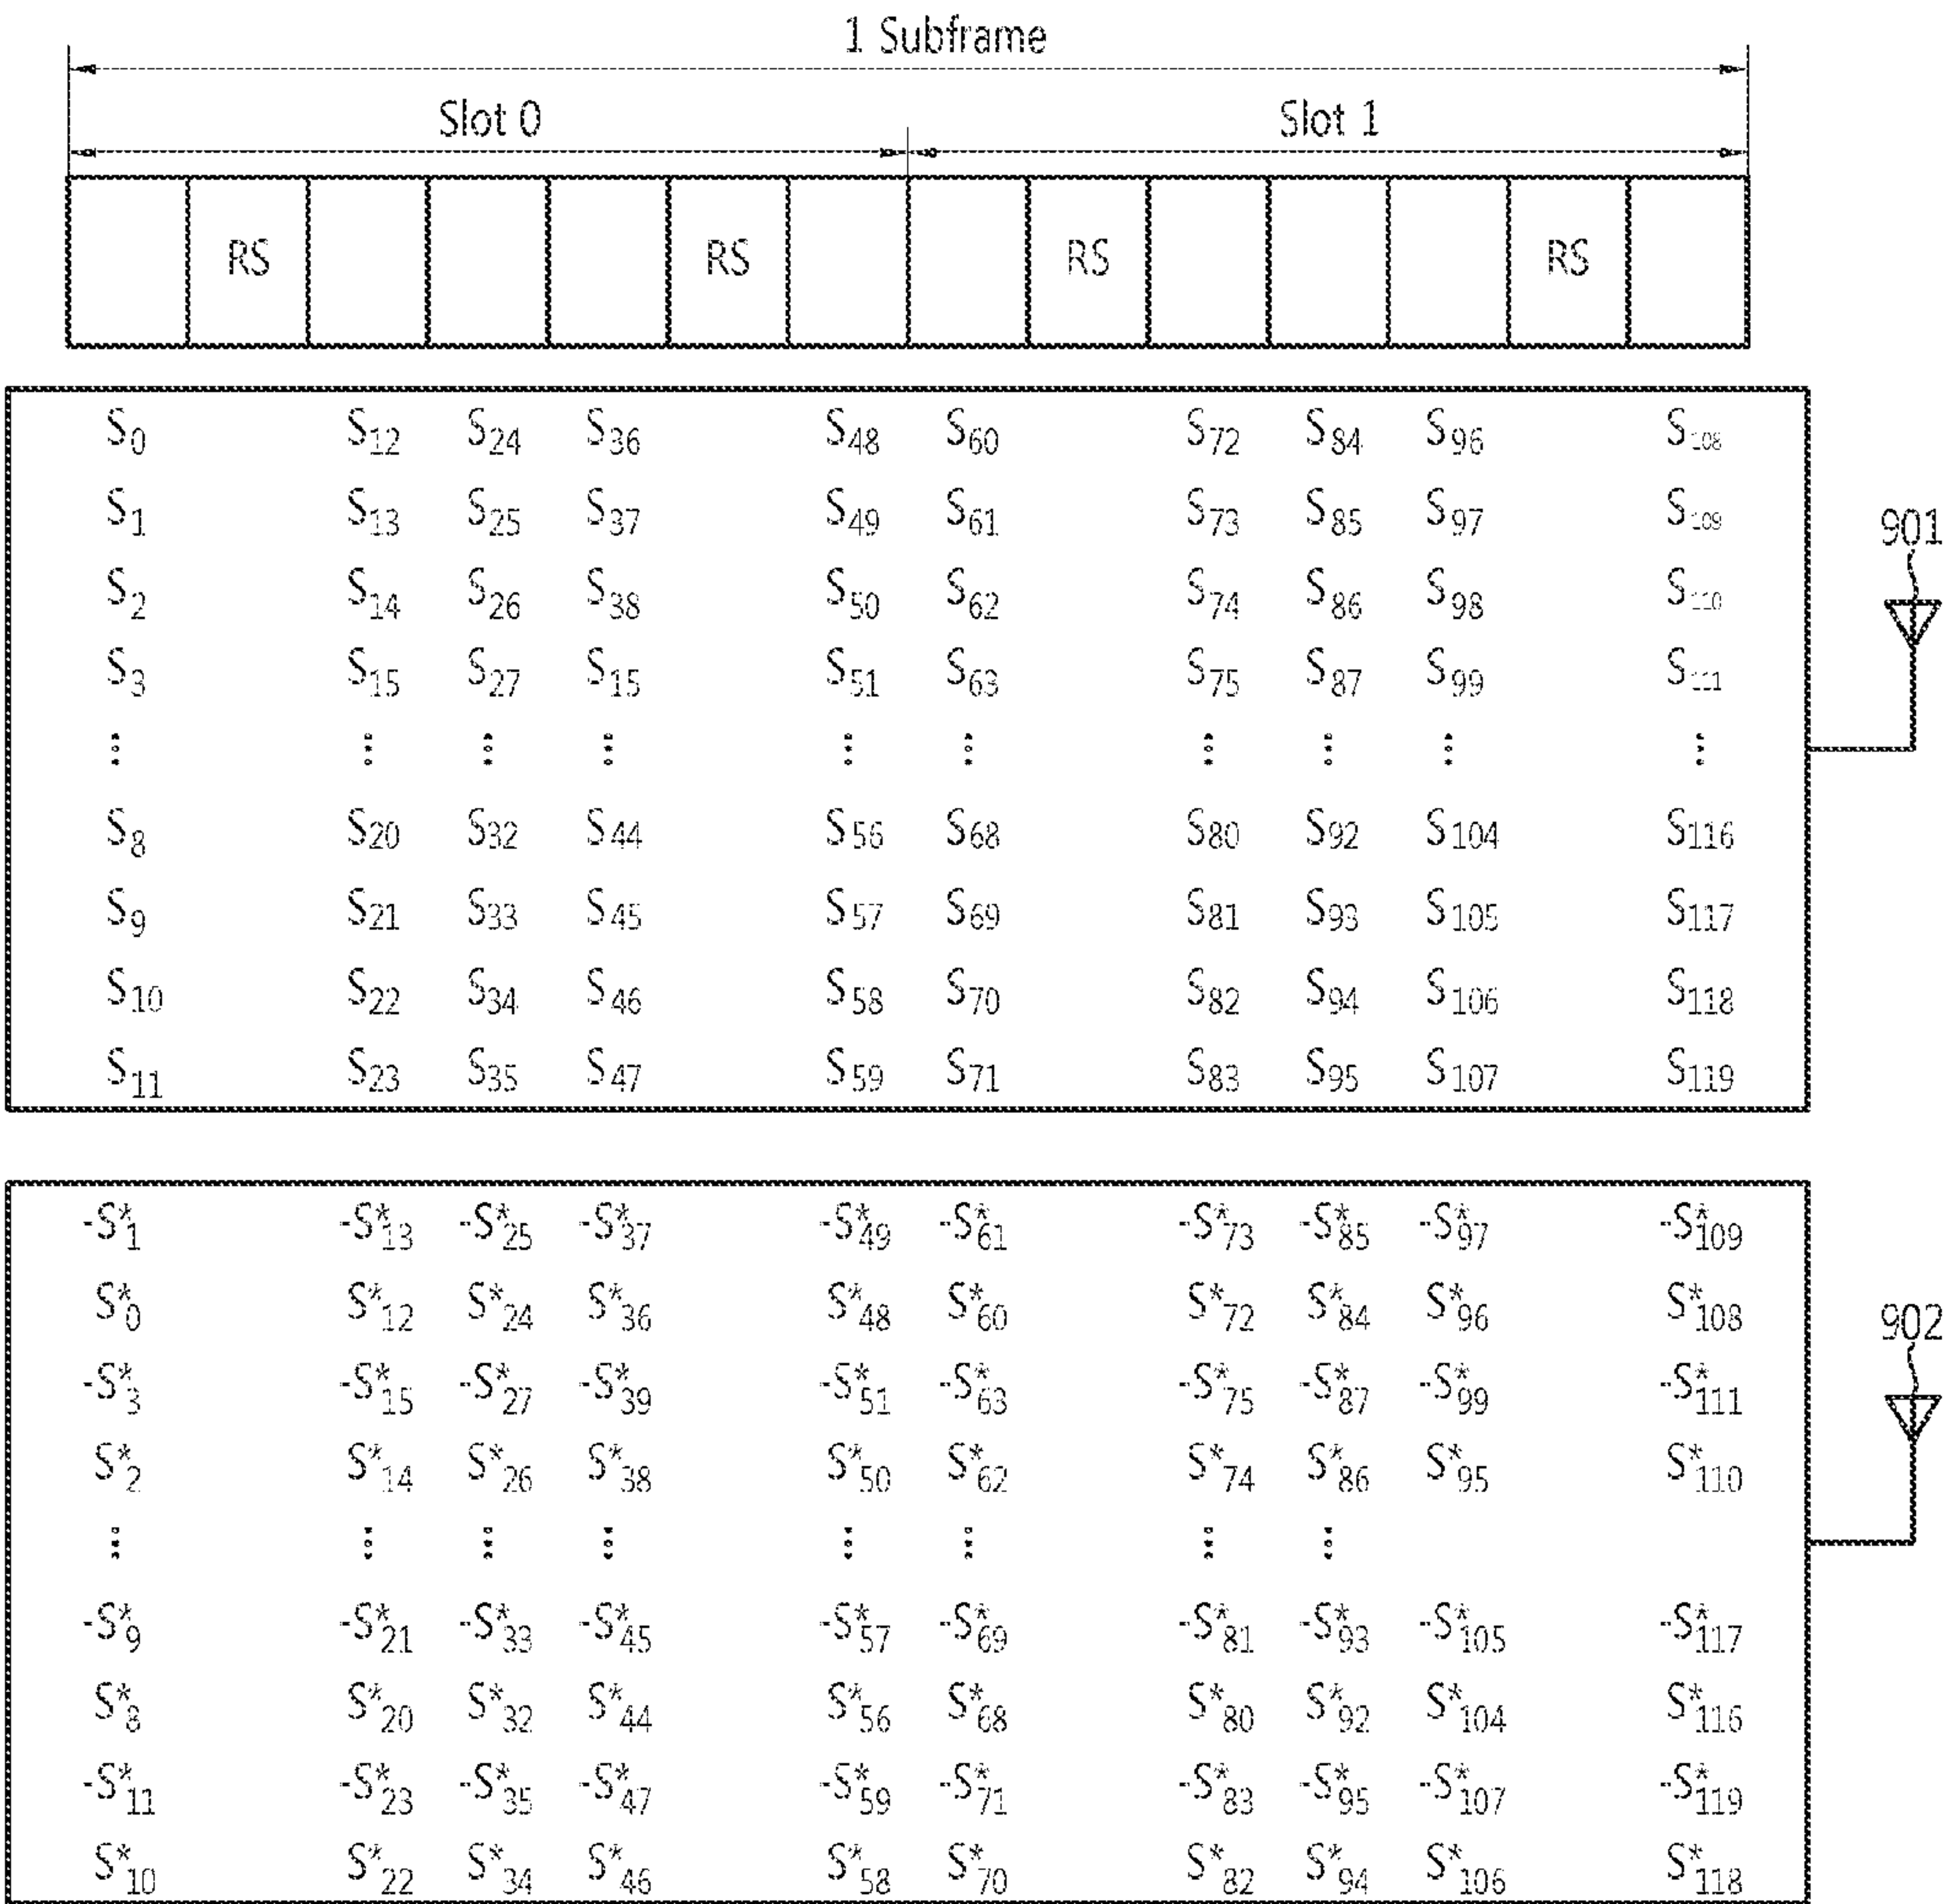 1 Subframe
Slot 0 Slot 1
RS RS RS RS
S0 S12 S24 S36 S48 S60 S72 S84 S96 S108
S1 S13 S25 S37 S49 S61 S73 S85 S97 S109
901
S2 S14 S26 S38 S50 S62 S74 S86 S98 S110
S3 S15 S27 S15 S51 S63 S75 S87 S99 S111
⋮ ⋮ ⋮ ⋮ ⋮ ⋮ ⋮ ⋮ ⋮ ⋮
S8 S20 S32 S44 S56 S68 S80 S92 S104 S116
S9 S21 S33 S45 S57 S69 S81 S93 S105 S117
S10 S22 S34 S46 S58 S70 S82 S94 S106 S118
S11 S23 S35 S47 S59 S71 S83 S95 S107 S119
-S*1 -S*13 -S*25 -S*37 -S*49 -S*61 -S*73 -S*85 -S*97 -S*109
S*0 S*12 S*24 S*36 S*48 S*60 S*72 S*84 S*96 S*108
902
-S*3 -S*15 -S*27 -S*39 -S*51 -S*63 -S*75 -S*87 -S*99 -S*111
S*2 S*14 S*26 S*38 S*50 S*62 S*74 S*86 S*95 S*110
⋮ ⋮ ⋮ ⋮ ⋮ ⋮ ⋮ ⋮
-S*9 -S*21 -S*33 -S*45 -S*57 -S*69 -S*81 -S*93 -S*105 -S*117
S*8 S*20 S*32 S*44 S*56 S*68 S*80 S*92 S*104 S*116
-S*11 -S*23 -S*35 -S*47 -S*59 -S*71 -S*83 -S*95 -S*107 -S*119
S*10 S*22 S*34 S*46 S*58 S*70 S*82 S*94 S*106 S*118